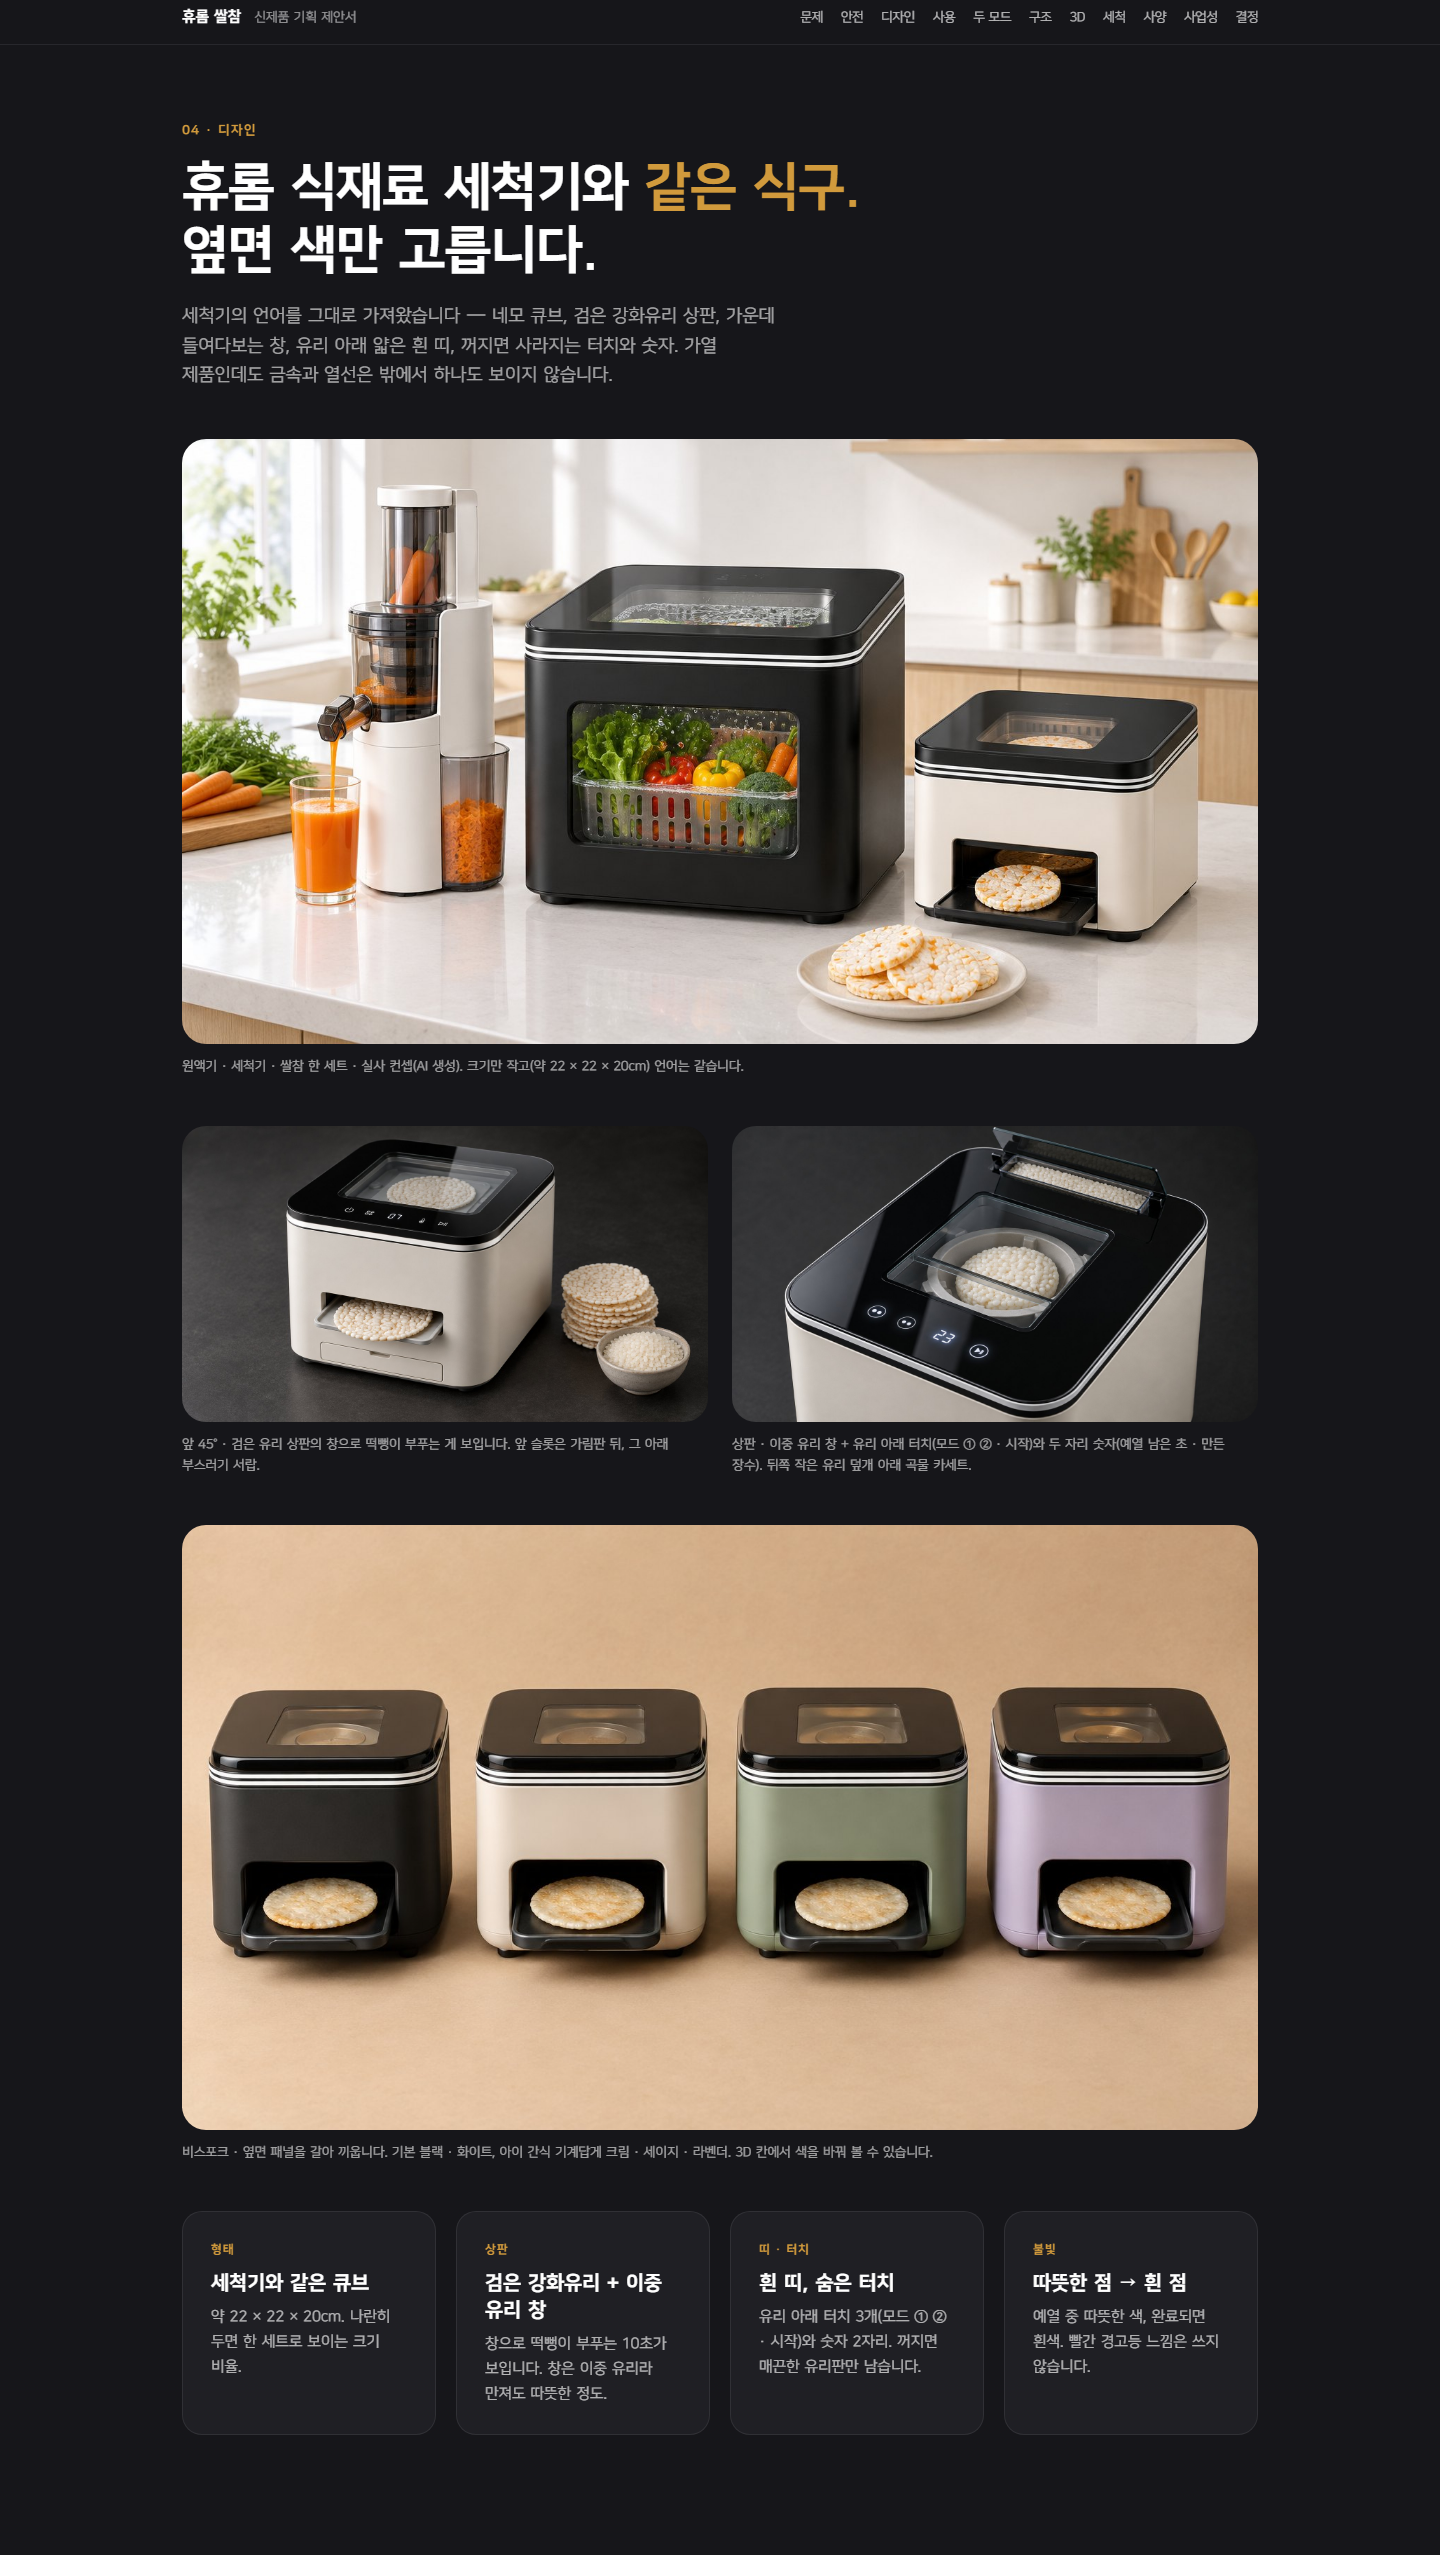 휴롬 쌀참 신제품 기획 제안서
문제 안전 디자인 사용 두 모드 구조 3D 세척 사양 사업성 결정
04 · 디자인
휴롬 식재료 세척기와 같은 식구.
옆면 색만 고릅니다.
세척기의 언어를 그대로 가져왔습니다 — 네모 큐브, 검은 강화유리 상판, 가운데
들여다보는 창, 유리 아래 얇은 흰 띠, 꺼지면 사라지는 터치와 숫자. 가열
제품인데도 금속과 열선은 밖에서 하나도 보이지 않습니다.
원액기 · 세척기 · 쌀참 한 세트 · 실사 컨셉(AI 생성). 크기만 작고(약 22 × 22 × 20cm) 언어는 같습니다.
07
23
앞 45° · 검은 유리 상판의 창으로 떡뻥이 부푸는 게 보입니다. 앞 슬롯은 가림판 뒤, 그 아래
부스러기 서랍.
상판 · 이중 유리 창 + 유리 아래 터치(모드 ① ② · 시작)와 두 자리 숫자(예열 남은 초 · 만든
장수). 뒤쪽 작은 유리 덮개 아래 곡물 카세트.
비스포크 · 옆면 패널을 갈아 끼웁니다. 기본 블랙 · 화이트, 아이 간식 기계답게 크림 · 세이지 · 라벤더. 3D 칸에서 색을 바꿔 볼 수 있습니다.
형태
세척기와 같은 큐브
약 22 × 22 × 20cm. 나란히
두면 한 세트로 보이는 크기
비율.
상판
검은 강화유리 + 이중
유리 창
창으로 떡뻥이 부푸는 10초가
보입니다. 창은 이중 유리라
만져도 따뜻한 정도.
띠 · 터치
흰 띠, 숨은 터치
유리 아래 터치 3개(모드 ① ②
· 시작)와 숫자 2자리. 꺼지면
매끈한 유리판만 남습니다.
불빛
따뜻한 점 → 흰 점
예열 중 따뜻한 색, 완료되면
흰색. 빨간 경고등 느낌은 쓰지
않습니다.